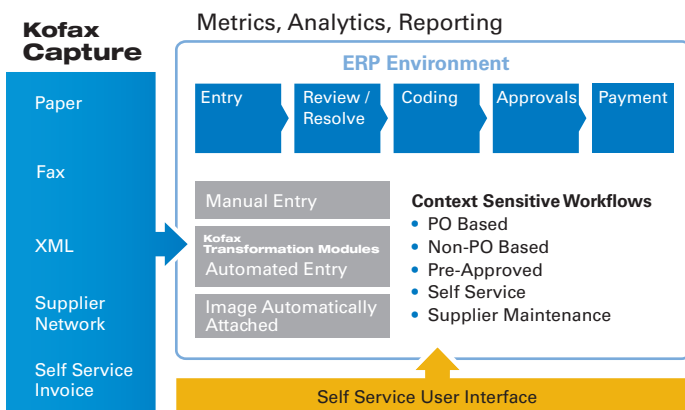 Kofax
Capture
Paper
Fax
XML
Supplier
Network
Self Service
Invoice
Metrics, Analytics, Reporting
ERP Environment
Entry
Review /
Resolve
Coding
Approvals
Payment
Manual Entry
Kofax
Transformation Modules
Automated Entry
Image Automatically
Attached
Context Sensitive Workflows
• PO Based
• Non-PO Based
• Pre-Approved
• Self Service
• Supplier Maintenance
Self Service User Interface